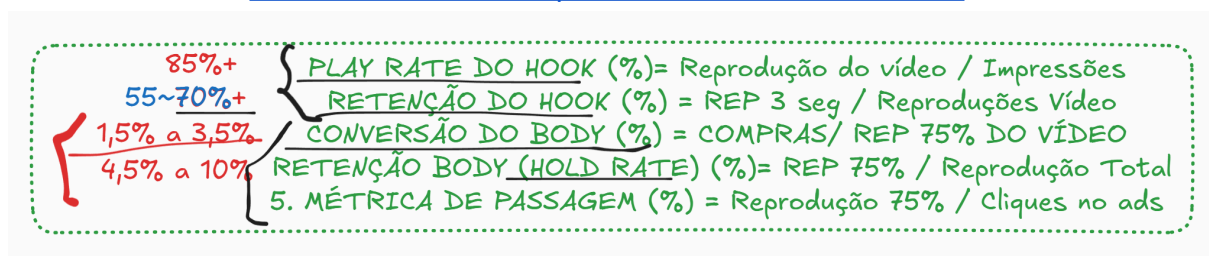 85%+ PLAY RATE DO HOOK (%)= Reprodução do vídeo / Impressões
55~70%+ RETENÇÃO DO HOOK (%) = REP 3 seg / Reproduções Vídeo
1,5% a 3,5% CONVERSÃO DO BODY (%) = COMPRAS/ REP 75% DO VÍDEO
4,5% a 10% RETENÇÃO BODY (HOLD RATE) (%)= REP 75% / Reprodução Total
5. MÉTRICA DE PASSAGEM (%) = Reprodução 75% / Cliques no ads